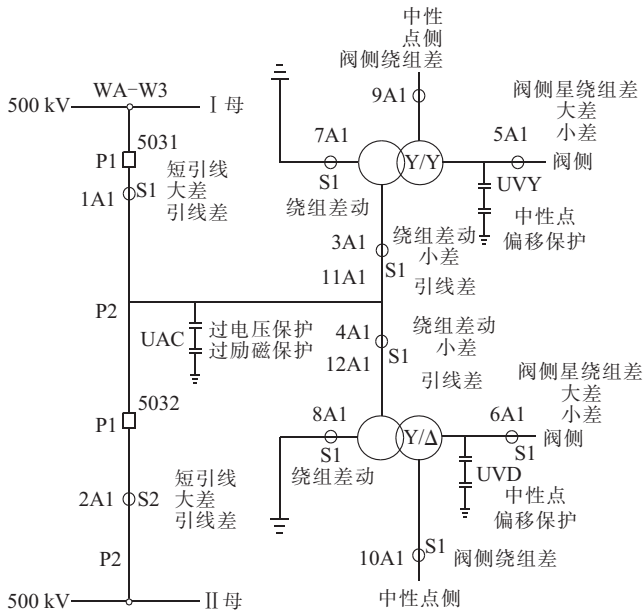 中性
点侧
阀侧绕组差
WA-W3
500 kV
I母
9A1
阀侧星绕组差
大差
小差
7A1
5A1
5031
P1
S1
Y/Y
阀侧
短引线
大差
引线差
1A1
S1
UVY
绕组差动
中性点
偏移保护
3A1
绕组差动
小差
S1
11A1
引线差
P2
UAC
过电压保护
过励磁保护
4A1
绕组差动
小差
S1
12A1
引线差
阀侧星绕组差
大差
小差
5032
P1
8A1
6A1
Y/Δ
S1
S1
阀侧
绕组差动
短引线
大差
引线差
2A1
S2
UVD
中性点
偏移保护
P2
10A1
S1
阀侧绕组差
500 kV
II母
中性点侧